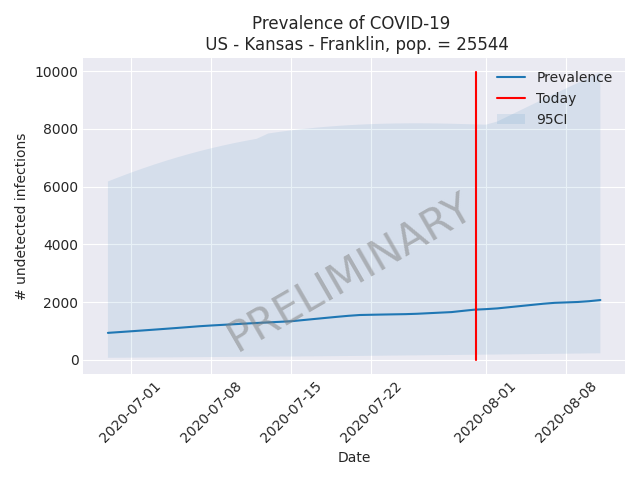 Prevalence of COVID-19
US - Kansas - Franklin, pop. = 25544
# undetected infections
10000
8000
6000
4000
2000
0
Prevalence
Today
95CI
PRELIMINARY
2020-07-01
2020-07-08
2020-07-15
2020-07-22
2020-08-01
2020-08-08
Date